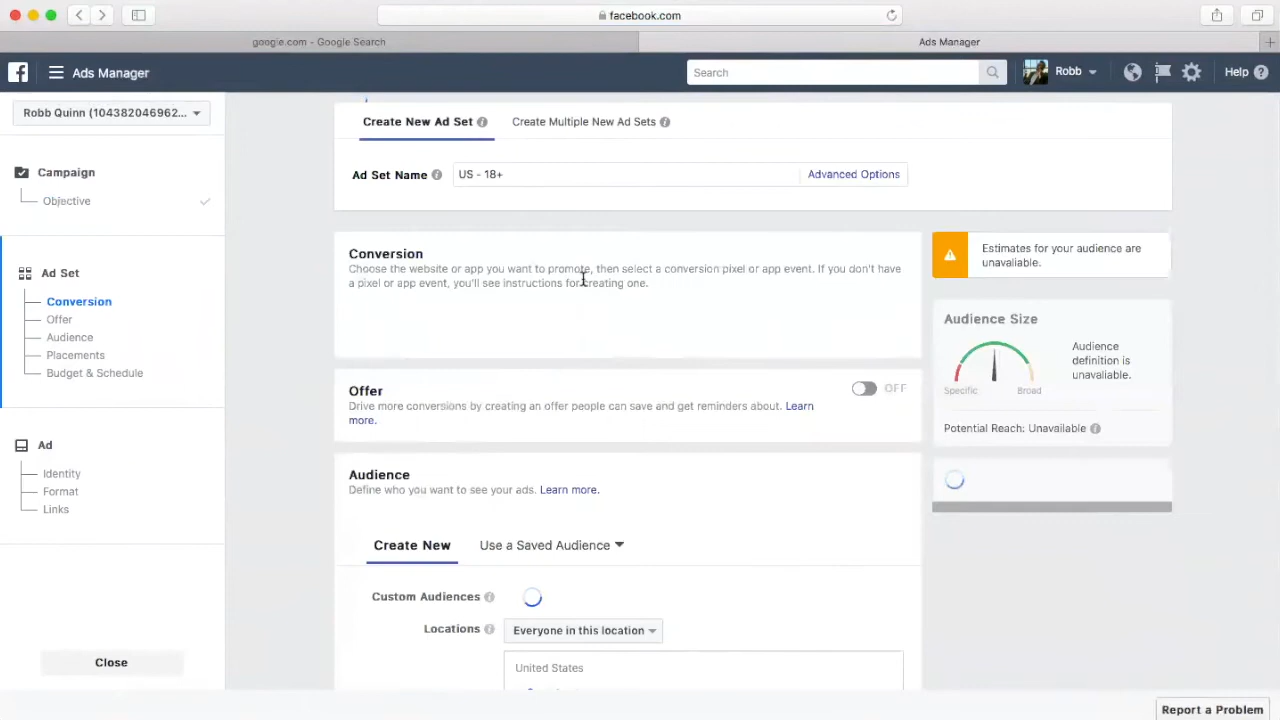 facebook.com
google.com - Google Search
Ads Manager
Ads Manager
Search
Robb
Help
Robb Quinn (104382046962...
Campaign
Objective
Ad Set
Conversion
Offer
Audience
Placements
Budget & Schedule
Ad
Identity
Format
Links
Close
Create New Ad Set
Create Multiple New Ad Sets
Ad Set Name
US - 18+
Advanced Options
Conversion
Choose the website or app you want to promote, then select a conversion pixel or app event. If you don't have
a pixel or app event, you'll see instructions for creating one.
Offer
OFF
Drive more conversions by creating an offer people can save and get reminders about. Learn
more.
Audience
Define who you want to see your ads. Learn more.
Create New
Use a Saved Audience
Custom Audiences
Locations
Everyone in this location
United States
Estimates for your audience are
unavailable.
Audience Size
Specific
Broad
Audience
definition is
unavailable.
Potential Reach: Unavailable
Report a Problem